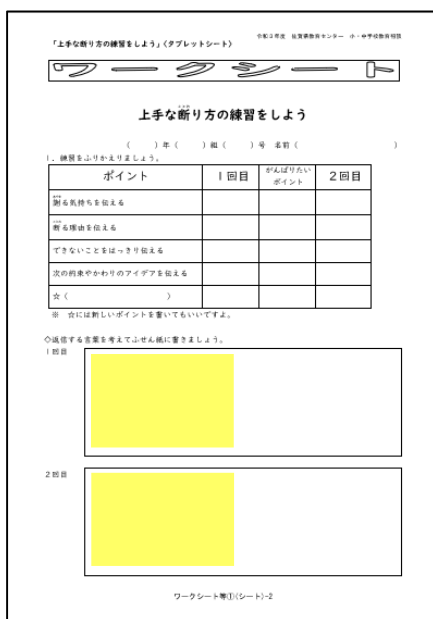 「上手な断り方の練習をしよう」〈タブレットシート〉
令和3年度 佐賀県教育センター 小・中学校教育相談
ワークシート
上手な断り方の練習をしよう
（　　）年（　　）組（　　）号 名前（　　　　　　）
1．練習をふりかえりましょう。
ポイント 1回目 がんばりたいポイント 2回目
謝る気持ちを伝える
断る理由を伝える
できないことをはっきり伝える
次の約束やかわりのアイデアを伝える
☆（　　　　　　　　）
※ ☆には新しいポイントを書いてもいいですよ。
◇返信する言葉を考えてふせん紙に書きましょう。
1回目
2回目
ワークシート等①(シート)-2